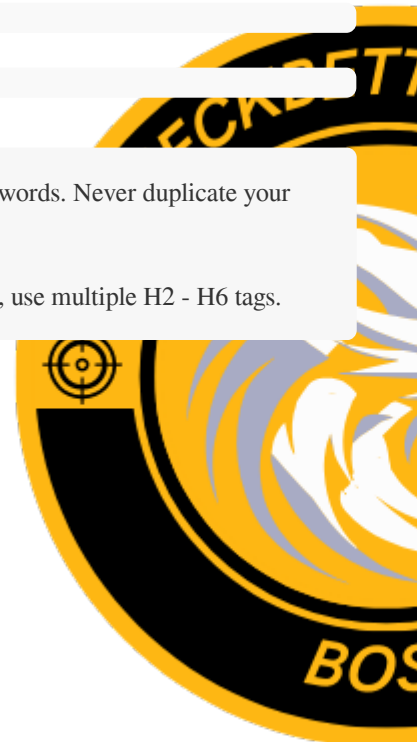 ECKBETT
words. Never duplicate your
, use multiple H2 - H6 tags.
BOS